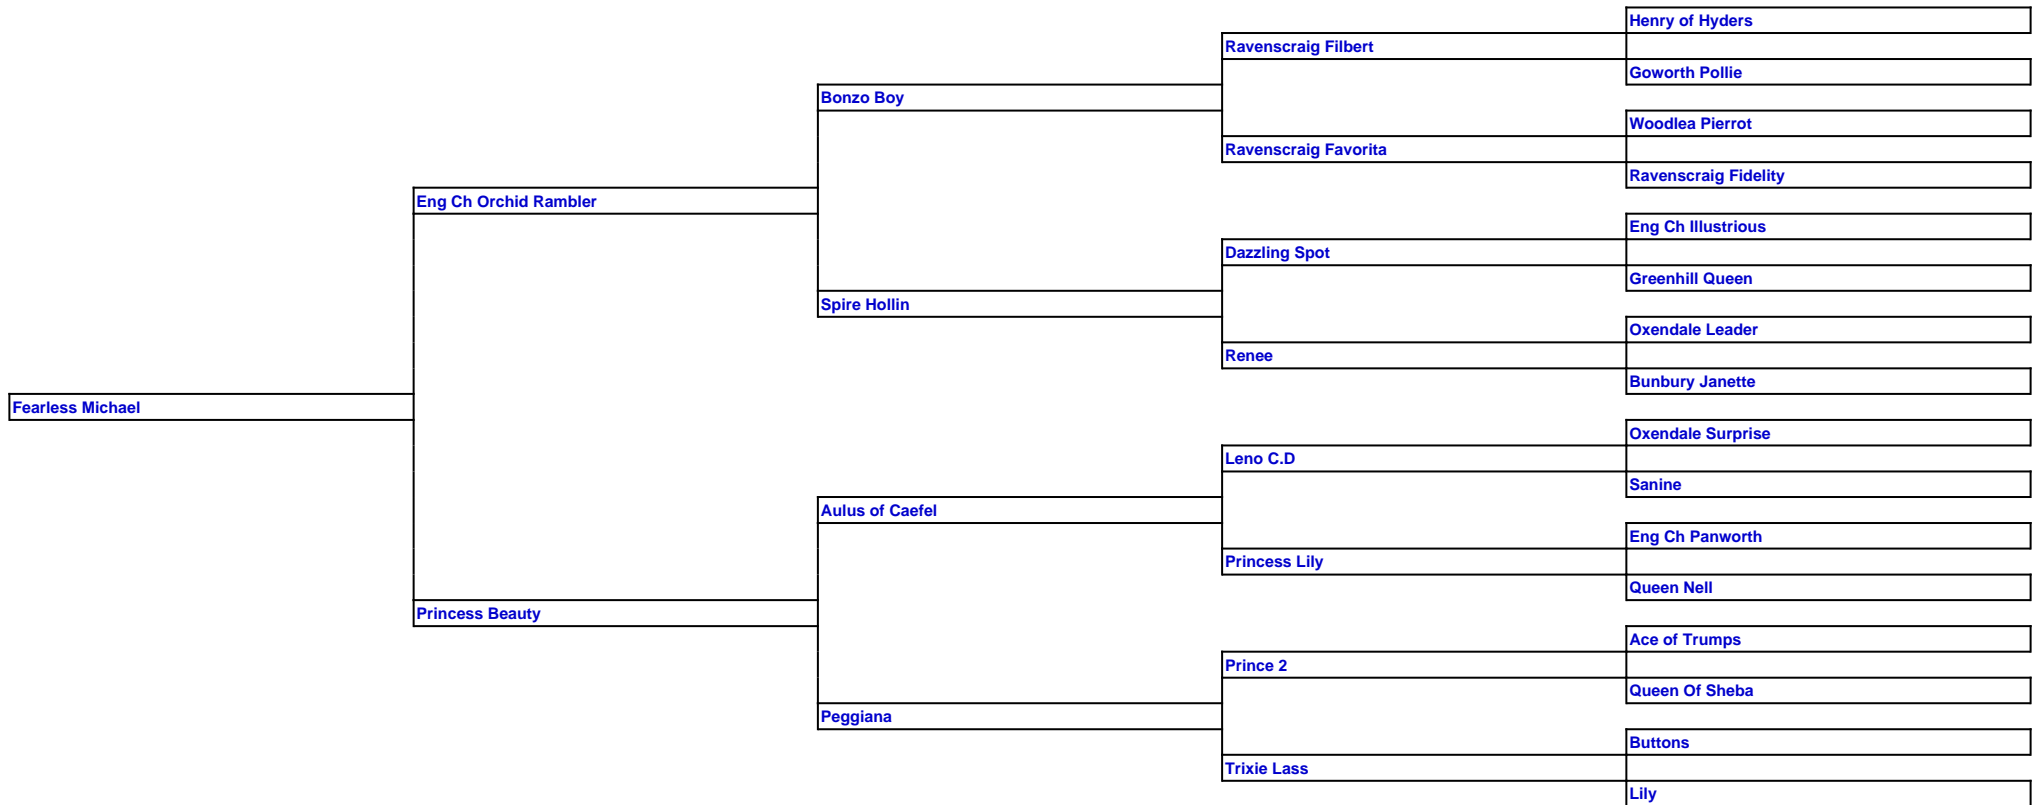 Henry of Hyders
Ravenscraig Filbert
Goworth Pollie
Bonzo Boy
Woodlea Pierrot
Ravenscraig Favorita
Ravenscraig Fidelity
Eng Ch Orchid Rambler
Eng Ch Illustrious
Dazzling Spot
Greenhill Queen
Spire Hollin
Oxendale Leader
Renee
Bunbury Janette
Fearless Michael
Oxendale Surprise
Leno C.D
Sanine
Aulus of Caefel
Eng Ch Panworth
Princess Lily
Queen Nell
Princess Beauty
Ace of Trumps
Prince 2
Queen Of Sheba
Peggiana
Buttons
Trixie Lass
Lily